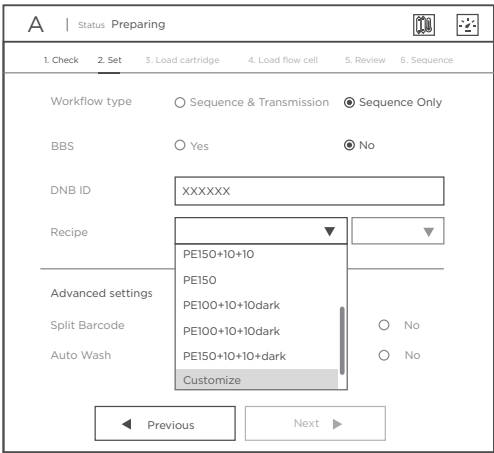 A | Status Preparing
1. Check 2. Set 3. Load cartridge 4. Load flow cell 5. Review 6. Sequence
Workflow type Sequence & Transmission Sequence Only
BBS Yes No
DNB ID XXXXXX
Recipe
PE150+10+10
PE150
Advanced settings
PE100+10+10dark
Split Barcode PE100+10+10dark No
Auto Wash PE150+10+10+dark No
Customize
Previous Next